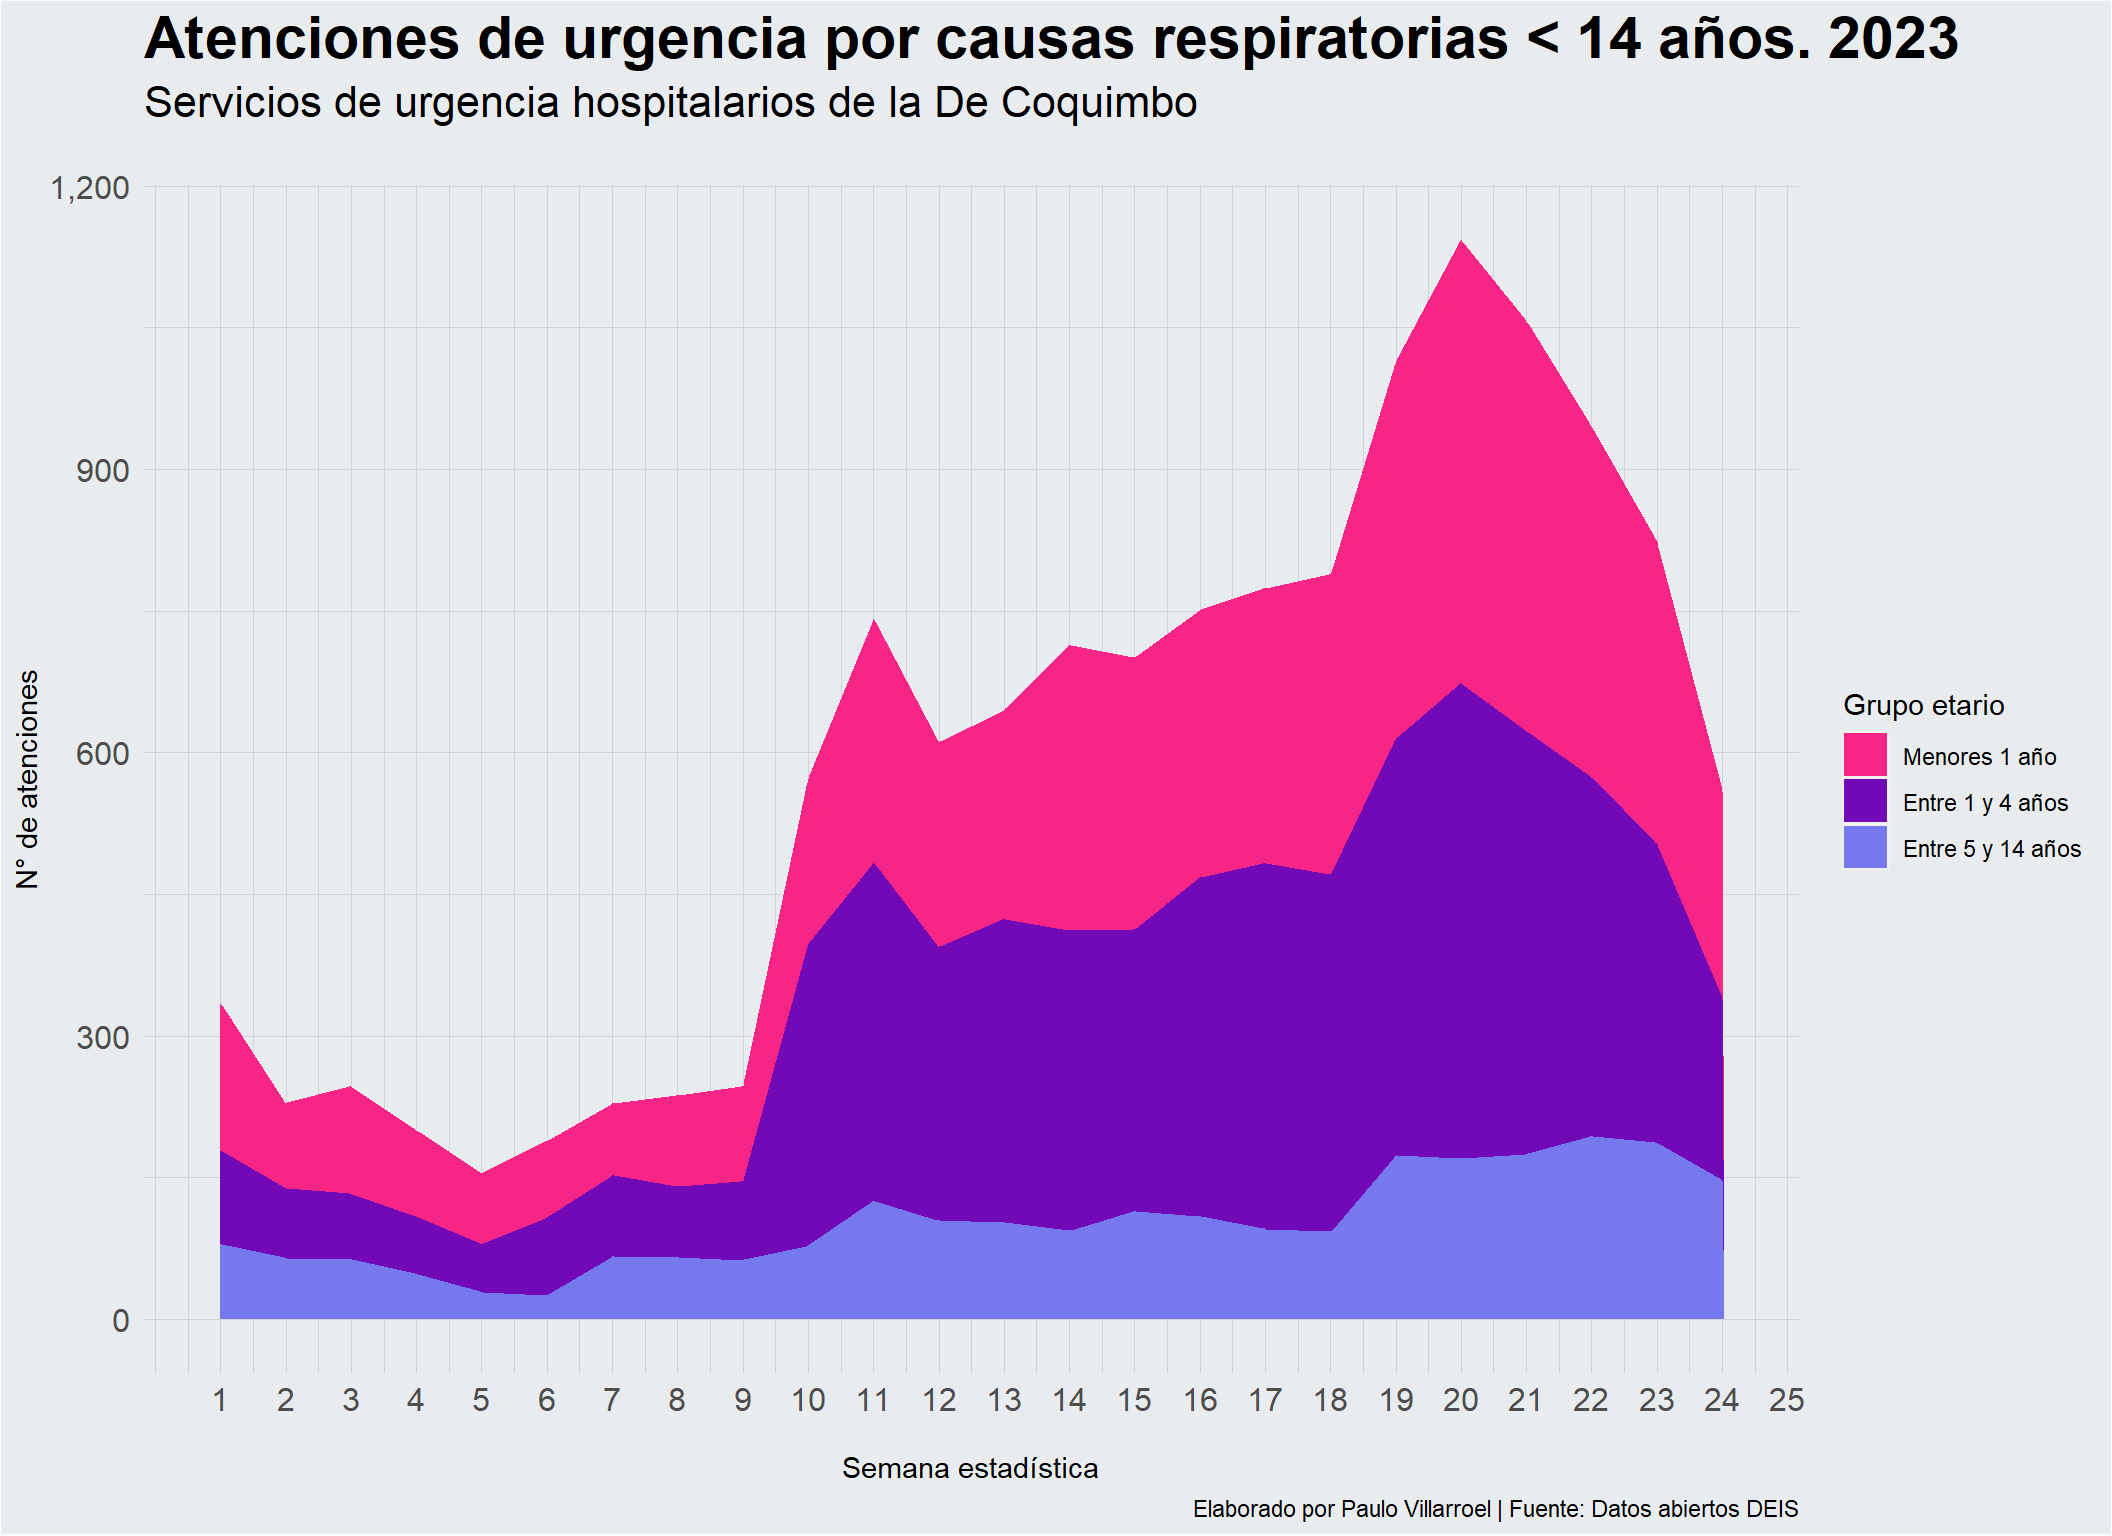 Atenciones de urgencia por causas respiratorias < 14 años. 2023
Servicios de urgencia hospitalarios de la De Coquimbo
1,200
900
600
300
0
N° de atenciones
1 2 3 4 5 6 7 8 9 10 11 12 13 14 15 16 17 18 19 20 21 22 23 24 25
Semana estadística
Grupo etario
Menores 1 año
Entre 1 y 4 años
Entre 5 y 14 años
Elaborado por Paulo Villarroel | Fuente: Datos abiertos DEIS